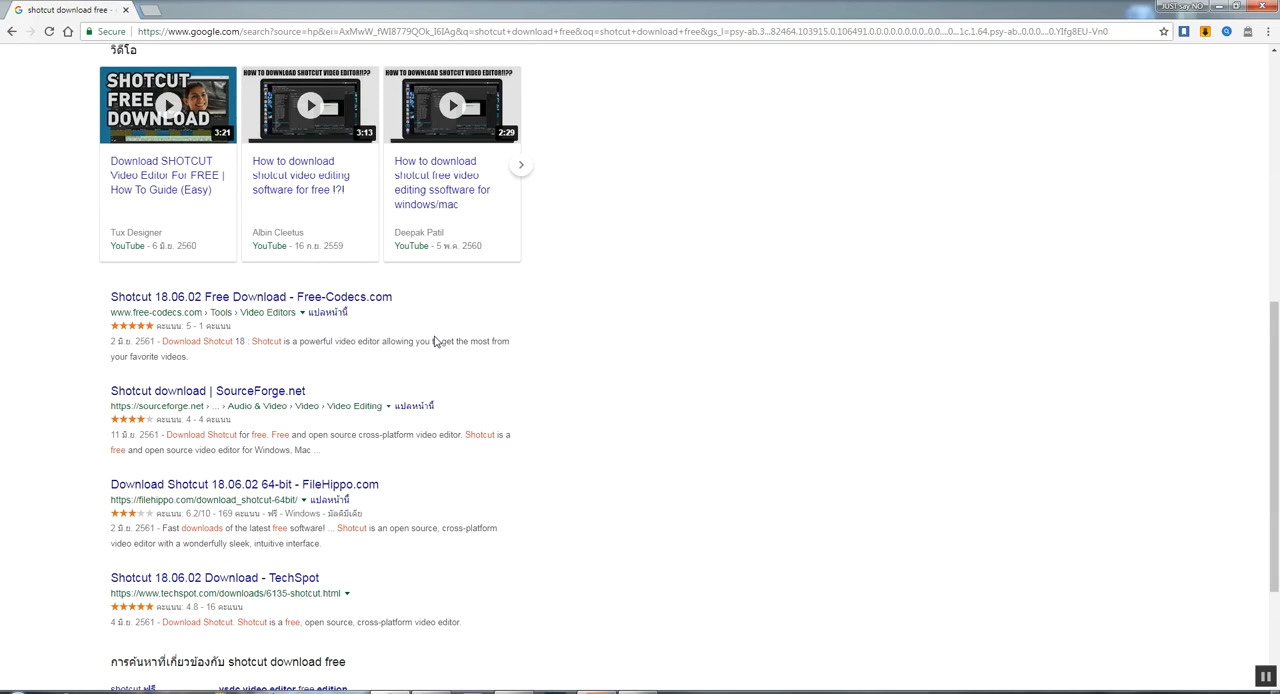 shotcut download free -
JUST say NO
Secure
https://www.google.com/search?source=hp&ei=AxMwW_fWI8779QOk_I6IAg&q=shotcut+download+free&oq=shotcut+download+free&gs_l=psy-ab.3...82464.103915.0.106491.0.0.0.0.0.0.0.0..0.0....0...1c.1.64.psy-ab..0.0.0....0.YIfg8EU-Vn0
วิดีโอ
SHOTCUT
FREE
DOWNLOAD
3:21
HOW TO DOWNLOAD SHOTCUT VIDEO EDITOR!!??
3:13
HOW TO DOWNLOAD SHOTCUT VIDEO EDITOR!!??
2:29
Download SHOTCUT
Video Editor For FREE |
How To Guide (Easy)
Tux Designer
YouTube - 6 มิ.ย. 2560
How to download
shotcut video editing
software for free !?!
Albin Cleetus
YouTube - 16 ก.ย. 2559
How to download
shotcut free video
editing ssoftware for
windows/mac
Deepak Patil
YouTube - 5 พ.ค. 2560
Shotcut 18.06.02 Free Download - Free-Codecs.com
www.free-codecs.com › Tools › Video Editors ▼ แปลหน้านี้
คะแนน: 5 - 1 คะแนน
2 มิ.ย. 2561 - Download Shotcut 18 : Shotcut is a powerful video editor allowing you to get the most from
your favorite videos.
Shotcut download | SourceForge.net
https://sourceforge.net › ... › Audio & Video › Video › Video Editing ▼ แปลหน้านี้
คะแนน: 4 - 4 คะแนน
11 มิ.ย. 2561 - Download Shotcut for free. Free and open source cross-platform video editor. Shotcut is a
free and open source video editor for Windows, Mac ...
Download Shotcut 18.06.02 64-bit - FileHippo.com
https://filehippo.com/download_shotcut-64bit/ ▼ แปลหน้านี้
คะแนน: 6.2/10 - 169 คะแนน - ฟรี - Windows - มัลติมีเดีย
2 มิ.ย. 2561 - Fast downloads of the latest free software! ... Shotcut is an open source, cross-platform
video editor with a wonderfully sleek, intuitive interface.
Shotcut 18.06.02 Download - TechSpot
https://www.techspot.com/downloads/6135-shotcut.html ▼
คะแนน: 4.8 - 16 คะแนน
4 มิ.ย. 2561 - Download Shotcut. Shotcut is a free, open source, cross-platform video editor.
การค้นหาที่เกี่ยวข้องกับ shotcut download free
shotcut ฟรี
vsdc video editor free edition